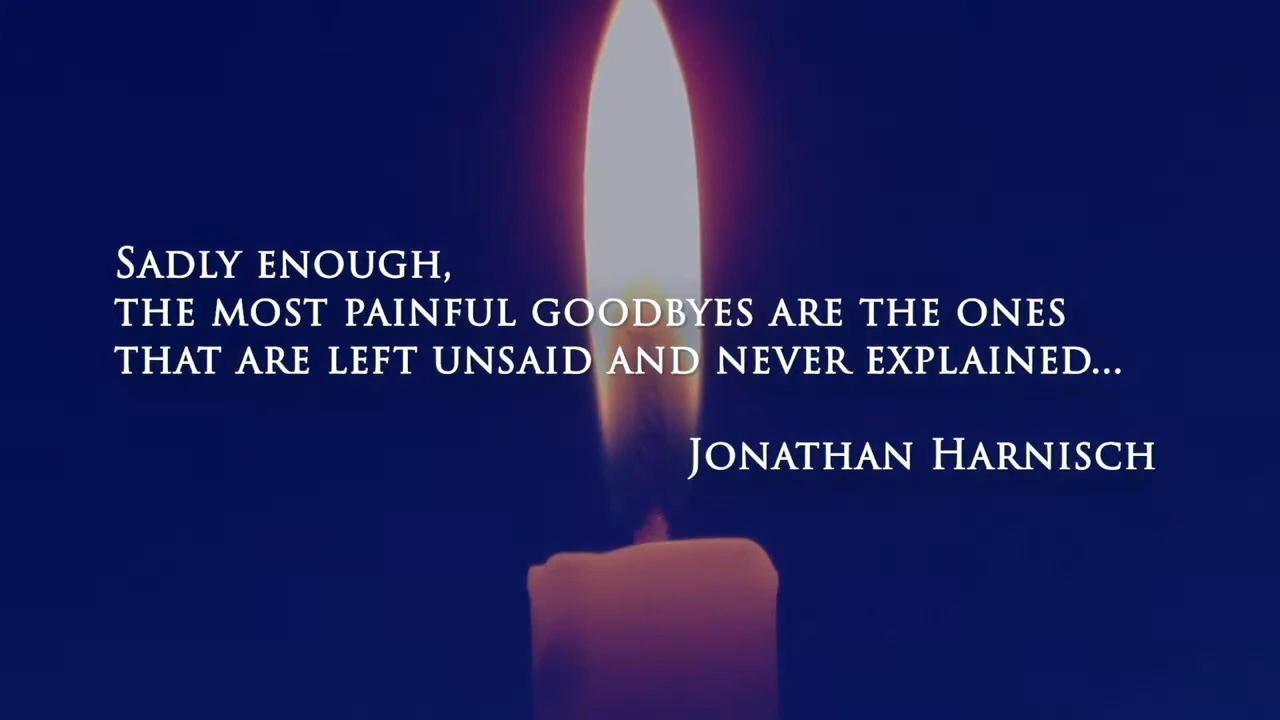 Sadly enough,
the most painful goodbyes are the ones
that are left unsaid and never explained...
Jonathan Harnisch